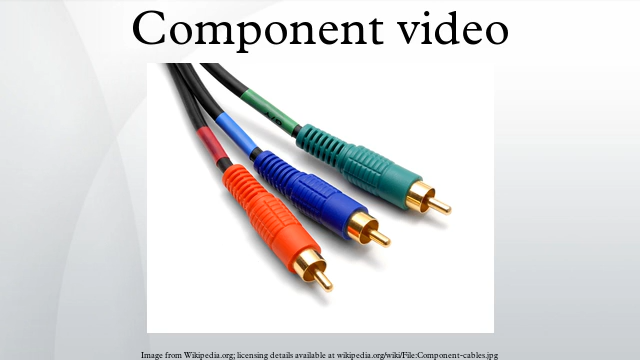 Component video
Image from Wikipedia.org; licensing details available at wikipedia.org/wiki/File:Component-cables.jpg